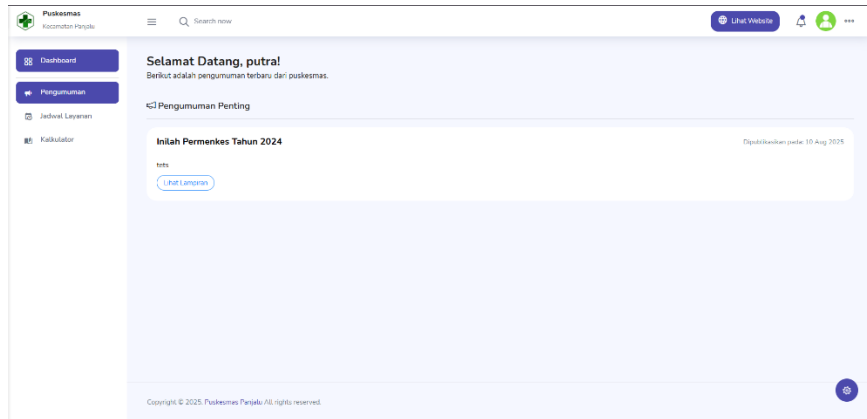 Puskesmas
Kecamatan Panjalu
Search now
Lihat Website
Dashboard
Pengumuman
Jadwal Layanan
Kalkulator
Selamat Datang, putra!
Berikut adalah pengumuman terbaru dari puskesmas.
Pengumuman Penting
Inilah Permenkes Tahun 2024
Dipublikasikan pada: 10 Aug 2025
tets
Lihat Lampiran
Copyright © 2025. Puskesmas Panjalu All rights reserved.